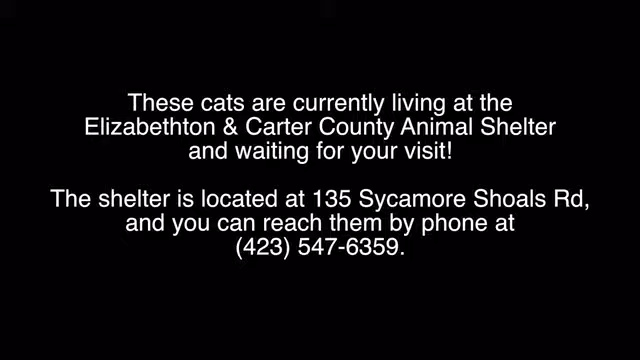 These cats are currently living at the
Elizabethton & Carter County Animal Shelter
and waiting for your visit!
The shelter is located at 135 Sycamore Shoals Rd,
and you can reach them by phone at
(423) 547-6359.